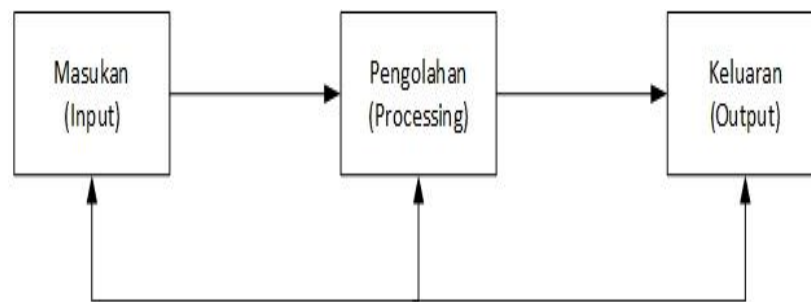 Masukan
(Input)
Pengolahan
(Processing)
Keluaran
(Output)